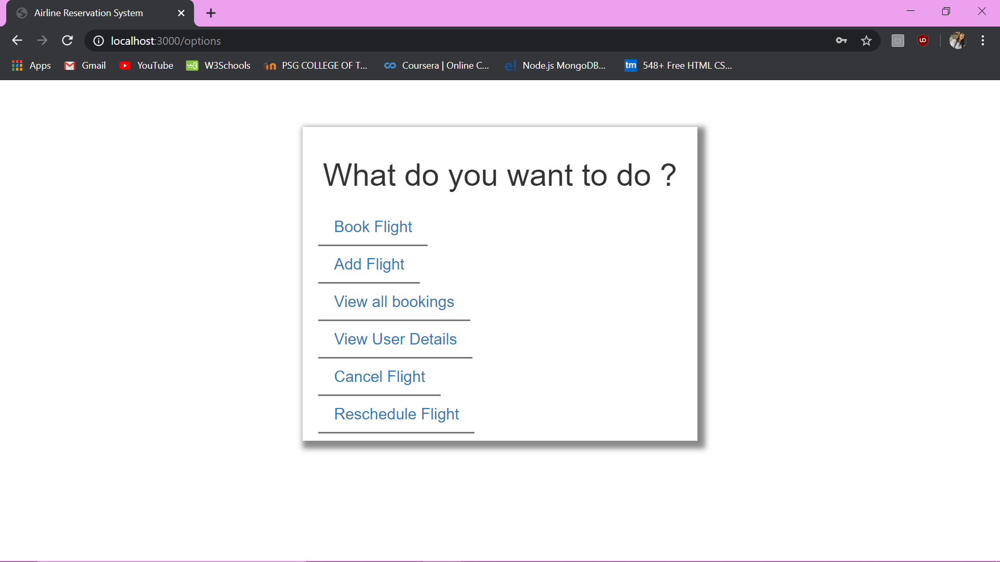 Airline Reservation System
localhost:3000/options
Apps Gmail YouTube W3Schools PSG COLLEGE OF T... Coursera | Online C... Node.js MongoDB... tm 548+ Free HTML CS...
What do you want to do ?
Book Flight
Add Flight
View all bookings
View User Details
Cancel Flight
Reschedule Flight